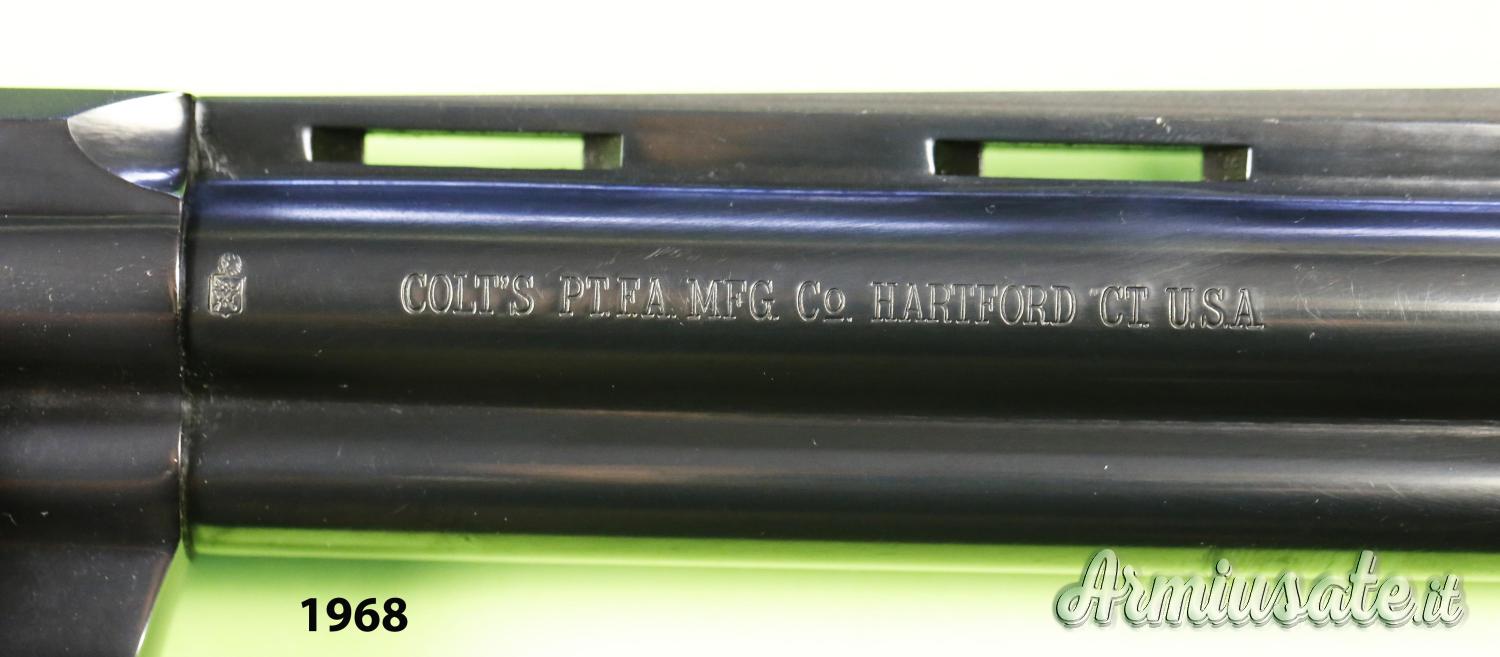 COLT'S PT.F.A. MFG. Co. HARTFORD CT. U.S.A.
1968
Armiusate.it